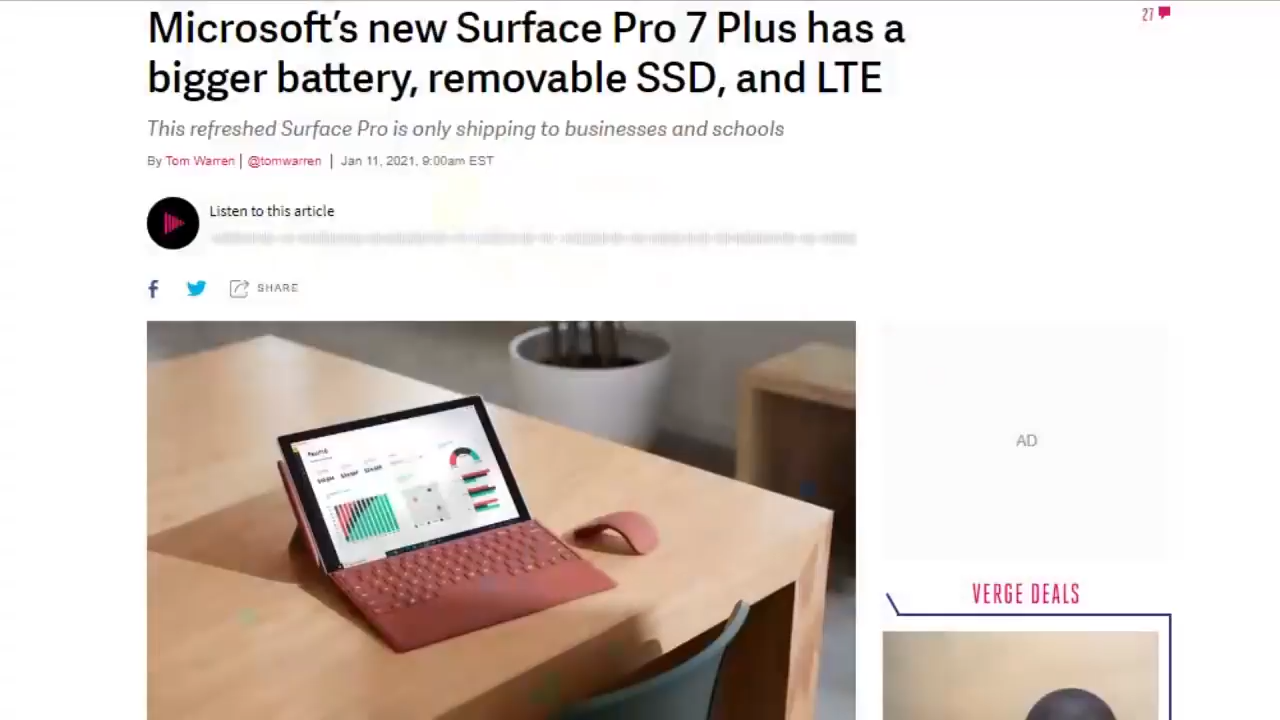 Microsoft's new Surface Pro 7 Plus has a
27
bigger battery, removable SSD, and LTE
This refreshed Surface Pro is only shipping to businesses and schools
By Tom Warren | @tomwarren | Jan 11, 2021, 9:00am EST
Listen to this article
SHARE
AD
VERGE DEALS